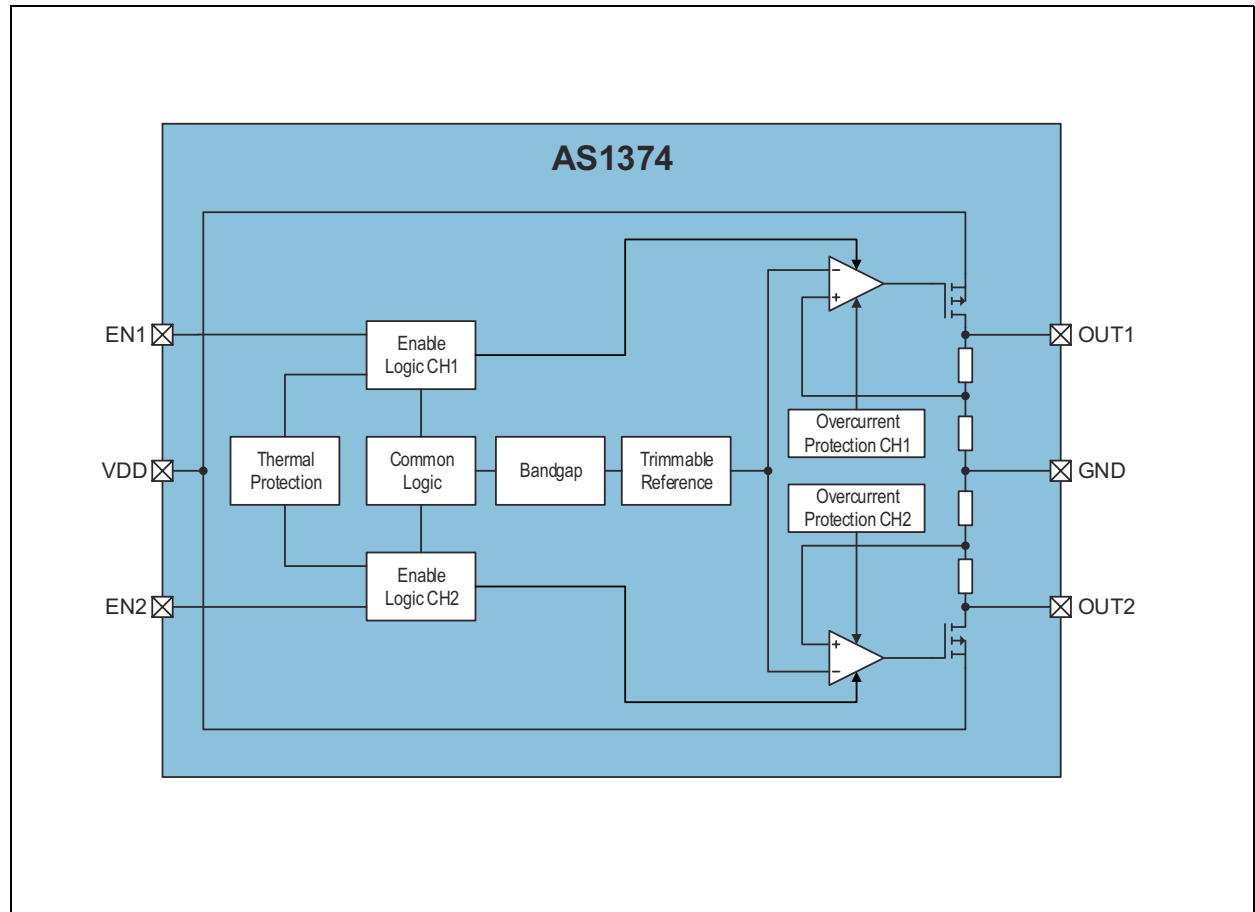 AS1374
EN1
VDD
EN2
Enable
Logic CH1
Thermal
Protection
Common
Logic
Bandgap
Trimmable
Reference
Enable
Logic CH2
−
+
Overcurrent
Protection CH1
Overcurrent
Protection CH2
+
−
OUT1
GND
OUT2